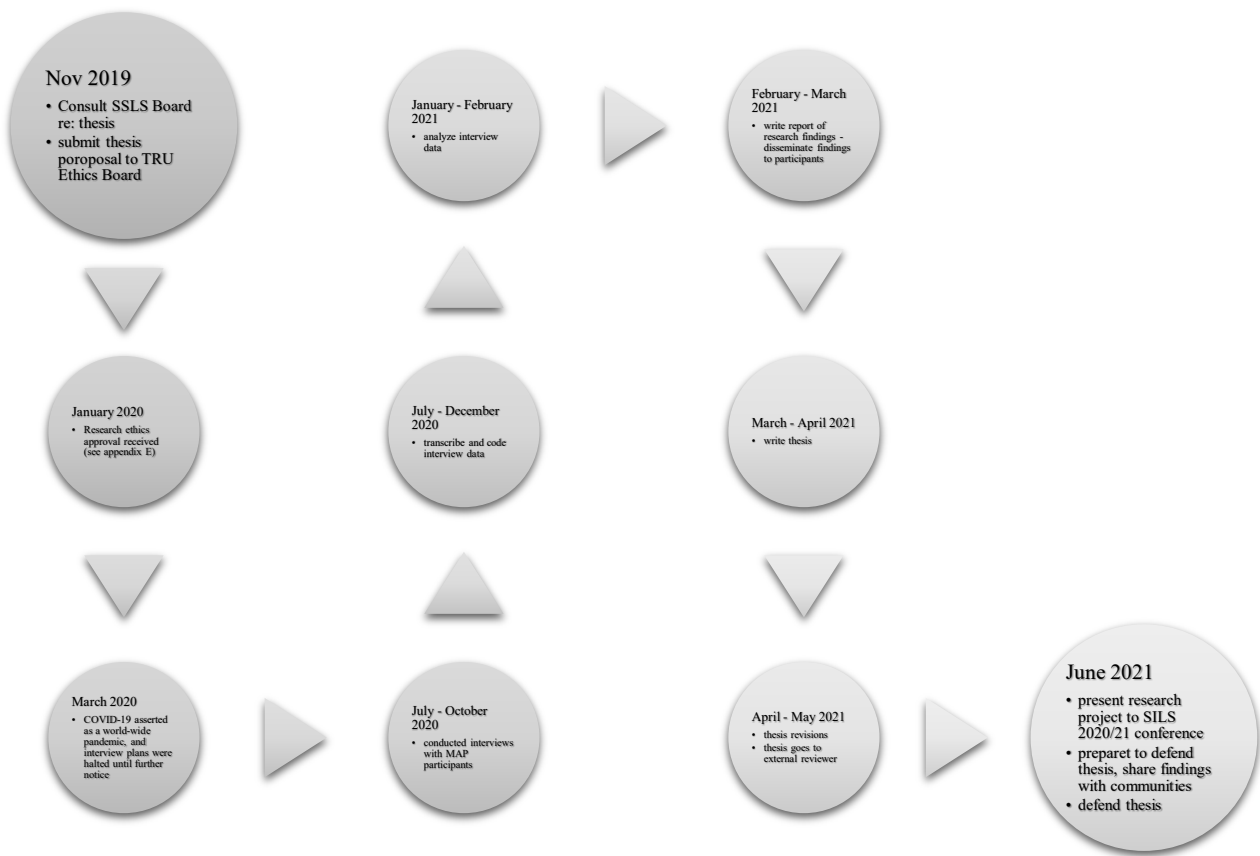 Nov 2019
• Consult SSLS Board
re: thesis
• submit thesis
poroposal to TRU
Ethics Board
January 2020
• Research ethics
approval received
(see appendix E)
March 2020
• COVID-19 asserted
as a world-wide
pandemic, and
interview plans were
halted until further
notice
July - October
2020
• conducted interviews
with MAP
participants
July - December
2020
• transcribe and code
interview data
January - February
2021
• analyze interview
data
February - March
2021
• write report of
research findings -
disseminate findings
to participants
March - April 2021
• write thesis
April - May 2021
• thesis revisions
• thesis goes to
external reviewer
June 2021
• present research
project to SILS
2020/21 conference
• preparet to defend
thesis, share findings
with communities
• defend thesis